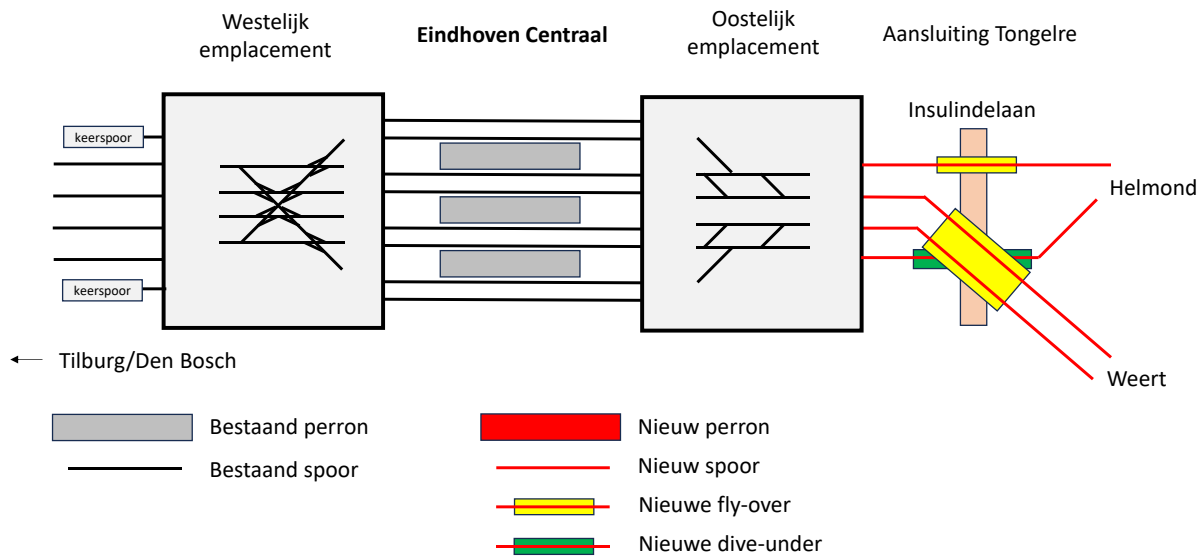 Westelijk
emplacement
Eindhoven Centraal
Oostelijk
emplacement
Aansluiting Tongelre
Insulindelaan
keerspoor
keerspoor
Helmond
Weert
Tilburg/Den Bosch
Bestaand perron
Bestaand spoor
Nieuw perron
Nieuw spoor
Nieuwe fly-over
Nieuwe dive-under